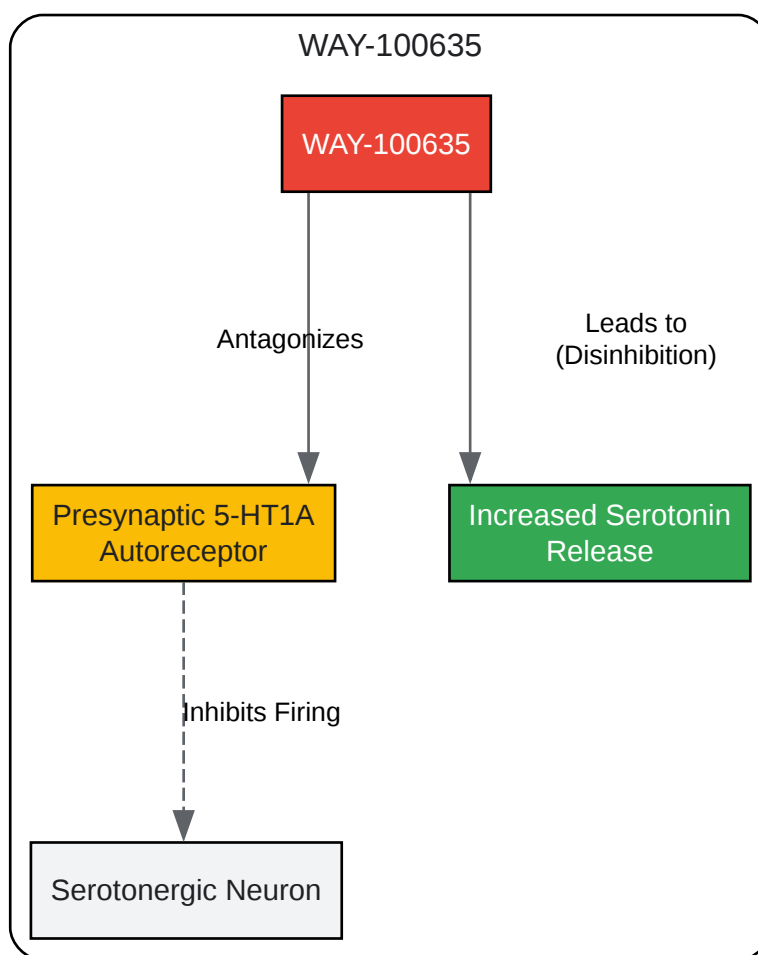 WAY-100635
WAY-100635
Antagonizes
Leads to
(Disinhibition)
Presynaptic 5-HT1A
Autoreceptor
Increased Serotonin
Release
Inhibits Firing
Serotonergic Neuron